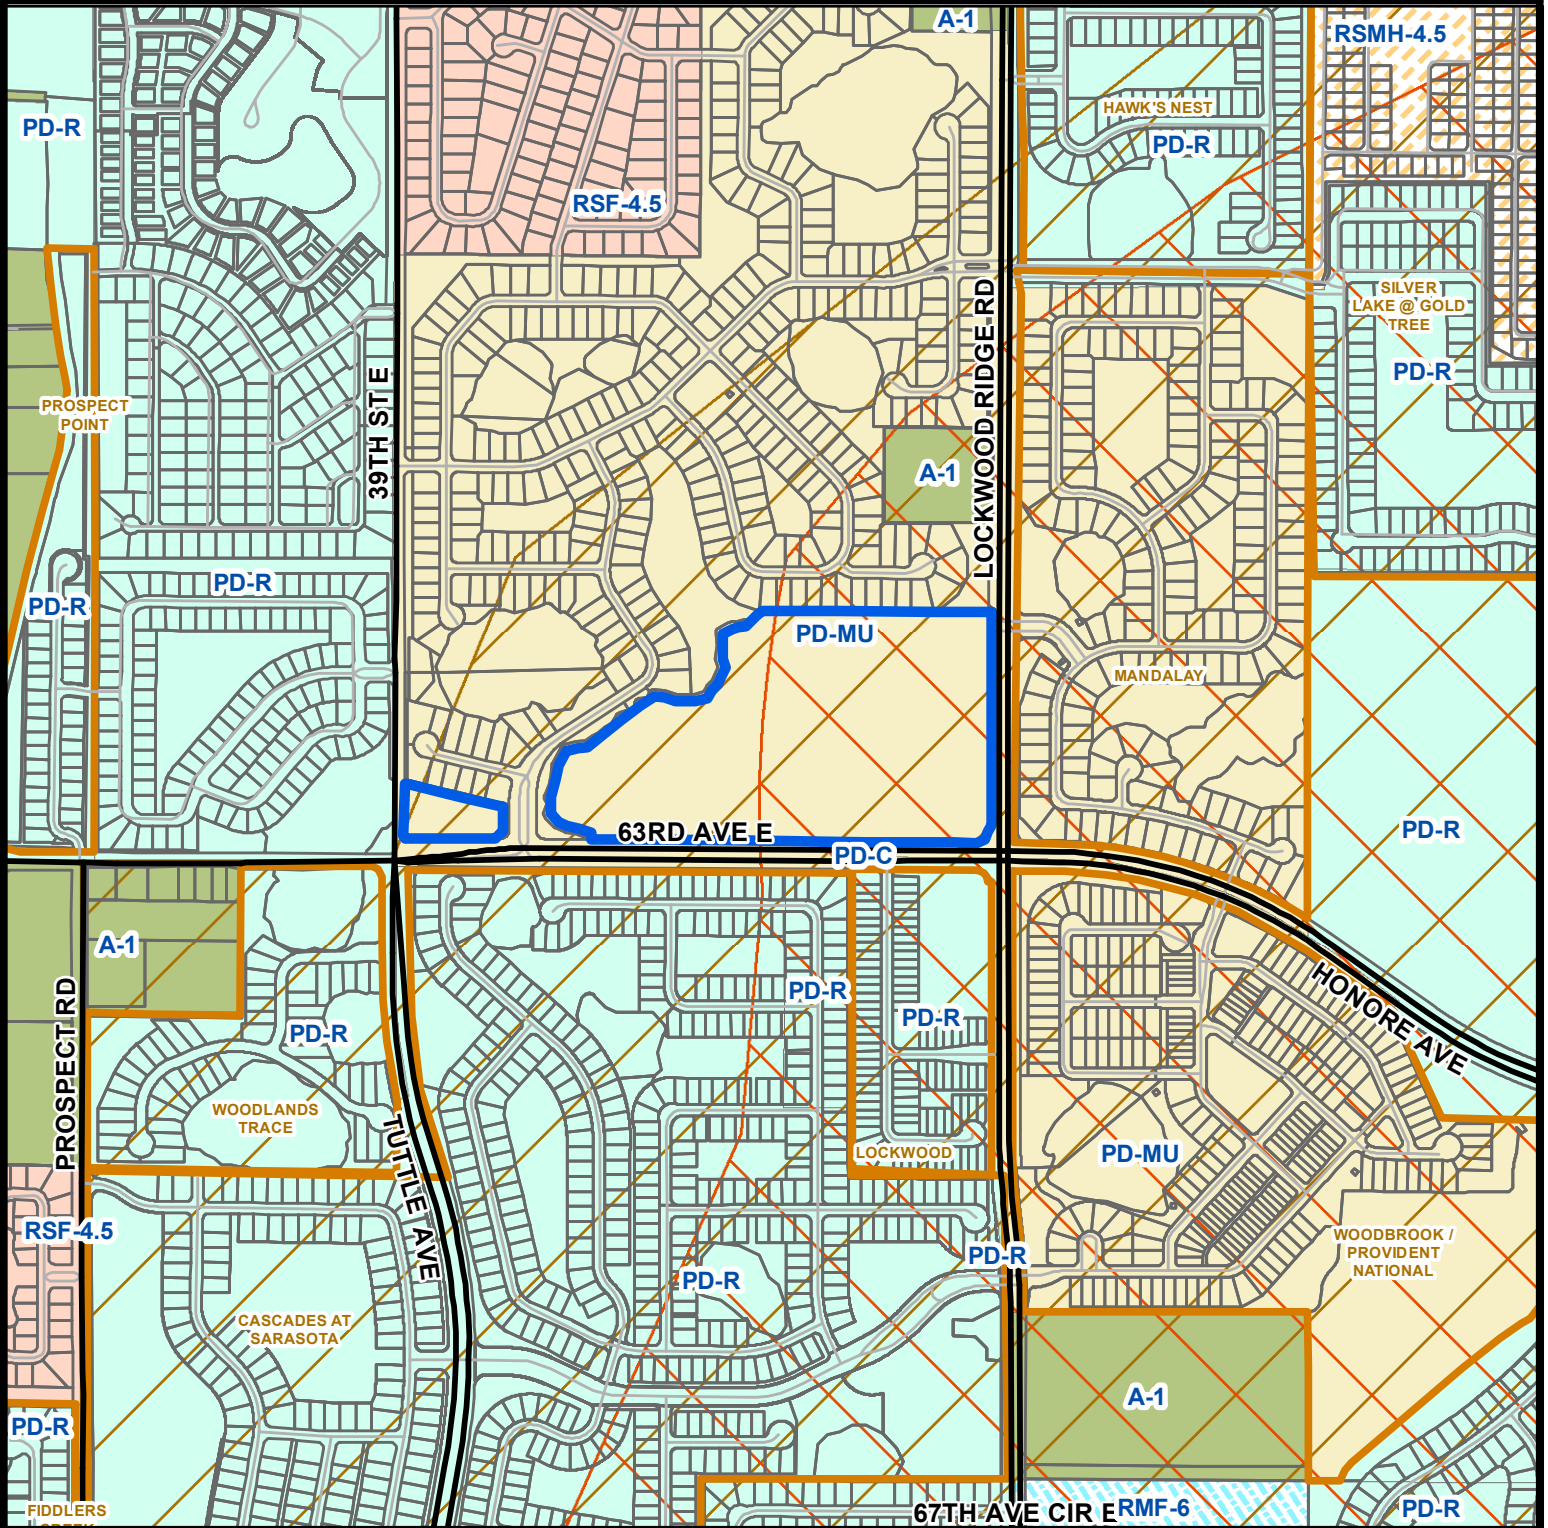 A-1
RSMH-4.5
HAWK'S NEST
PD-R
PD-R
RSF-4.5
SILVER
LAKE @ GOLD
TREE
PD-R
39TH ST E
LOCKWOOD RIDGE RD
PROSPECT
POINT
A-1
PD-R
PD-R
PD-MU
MANDALAY
63RD AVE E
PD-C
PD-R
A-1
PROSPECT RD
PD-R
PD-R
PD-R
HONORE AVE
WOODLANDS
TRACE
TUTTLE AVE
LOCKWOOD
PD-MU
RSF-4.5
PD-R
PD-R
WOODBROOK /
PROVIDENT
NATIONAL
CASCADES AT
SARASOTA
A-1
PD-R
FIDDLERS
67TH AVE CIR E
RMF-6
PD-R